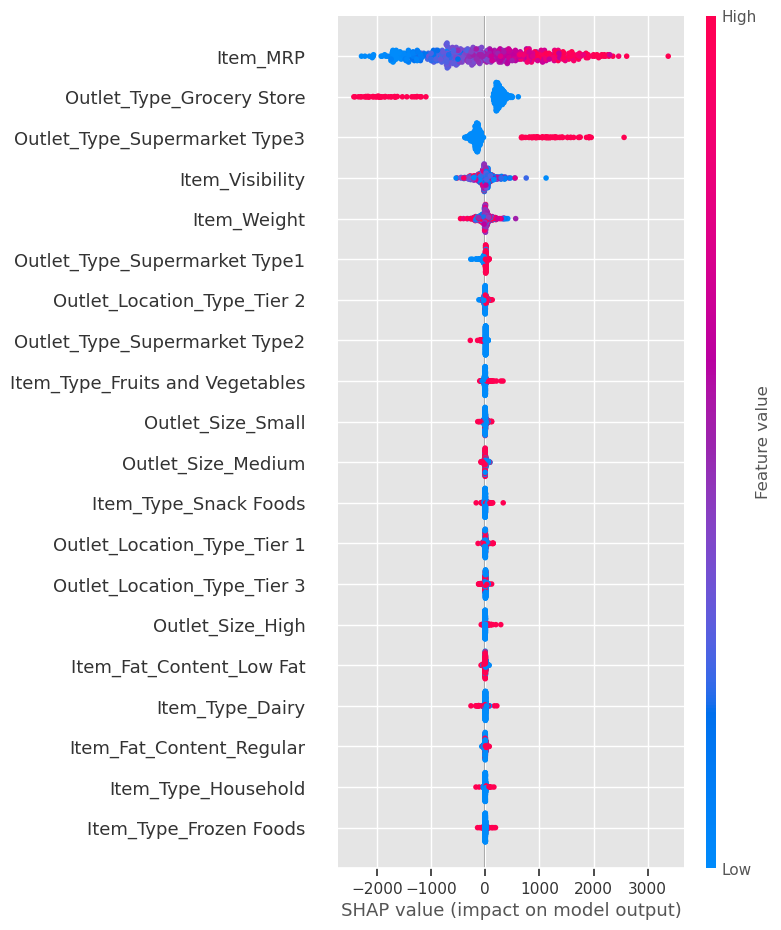 High
Item_MRP
Outlet_Type_Grocery Store
Outlet_Type_Supermarket Type3
Item_Visibility
Item_Weight
Outlet_Type_Supermarket Type1
Outlet_Location_Type_Tier 2
Outlet_Type_Supermarket Type2
Item_Type_Fruits and Vegetables
Outlet_Size_Small
Outlet_Size_Medium
Item_Type_Snack Foods
Outlet_Location_Type_Tier 1
Outlet_Location_Type_Tier 3
Outlet_Size_High
Item_Fat_Content_Low Fat
Item_Type_Dairy
Item_Fat_Content_Regular
Item_Type_Household
Item_Type_Frozen Foods
Feature value
Low
−2000 −1000 0 1000 2000 3000
SHAP value (impact on model output)